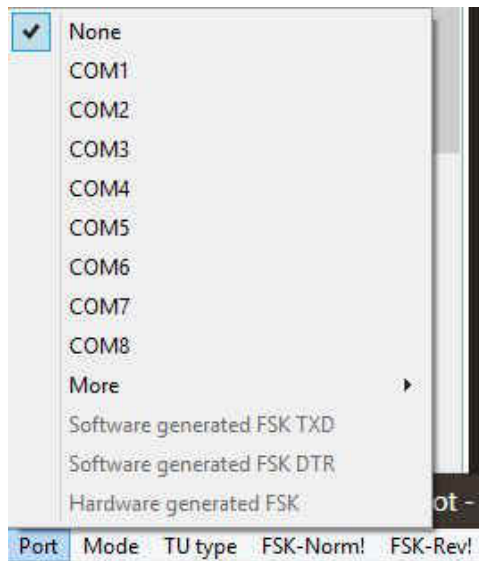 None
COM1
COM2
COM3
COM4
COM5
COM6
COM7
COM8
More
Software generated FSK TXD
Software generated FSK DTR
Hardware generated FSK
ot -
Port Mode TU type FSK-Norm! FSK-Rev!